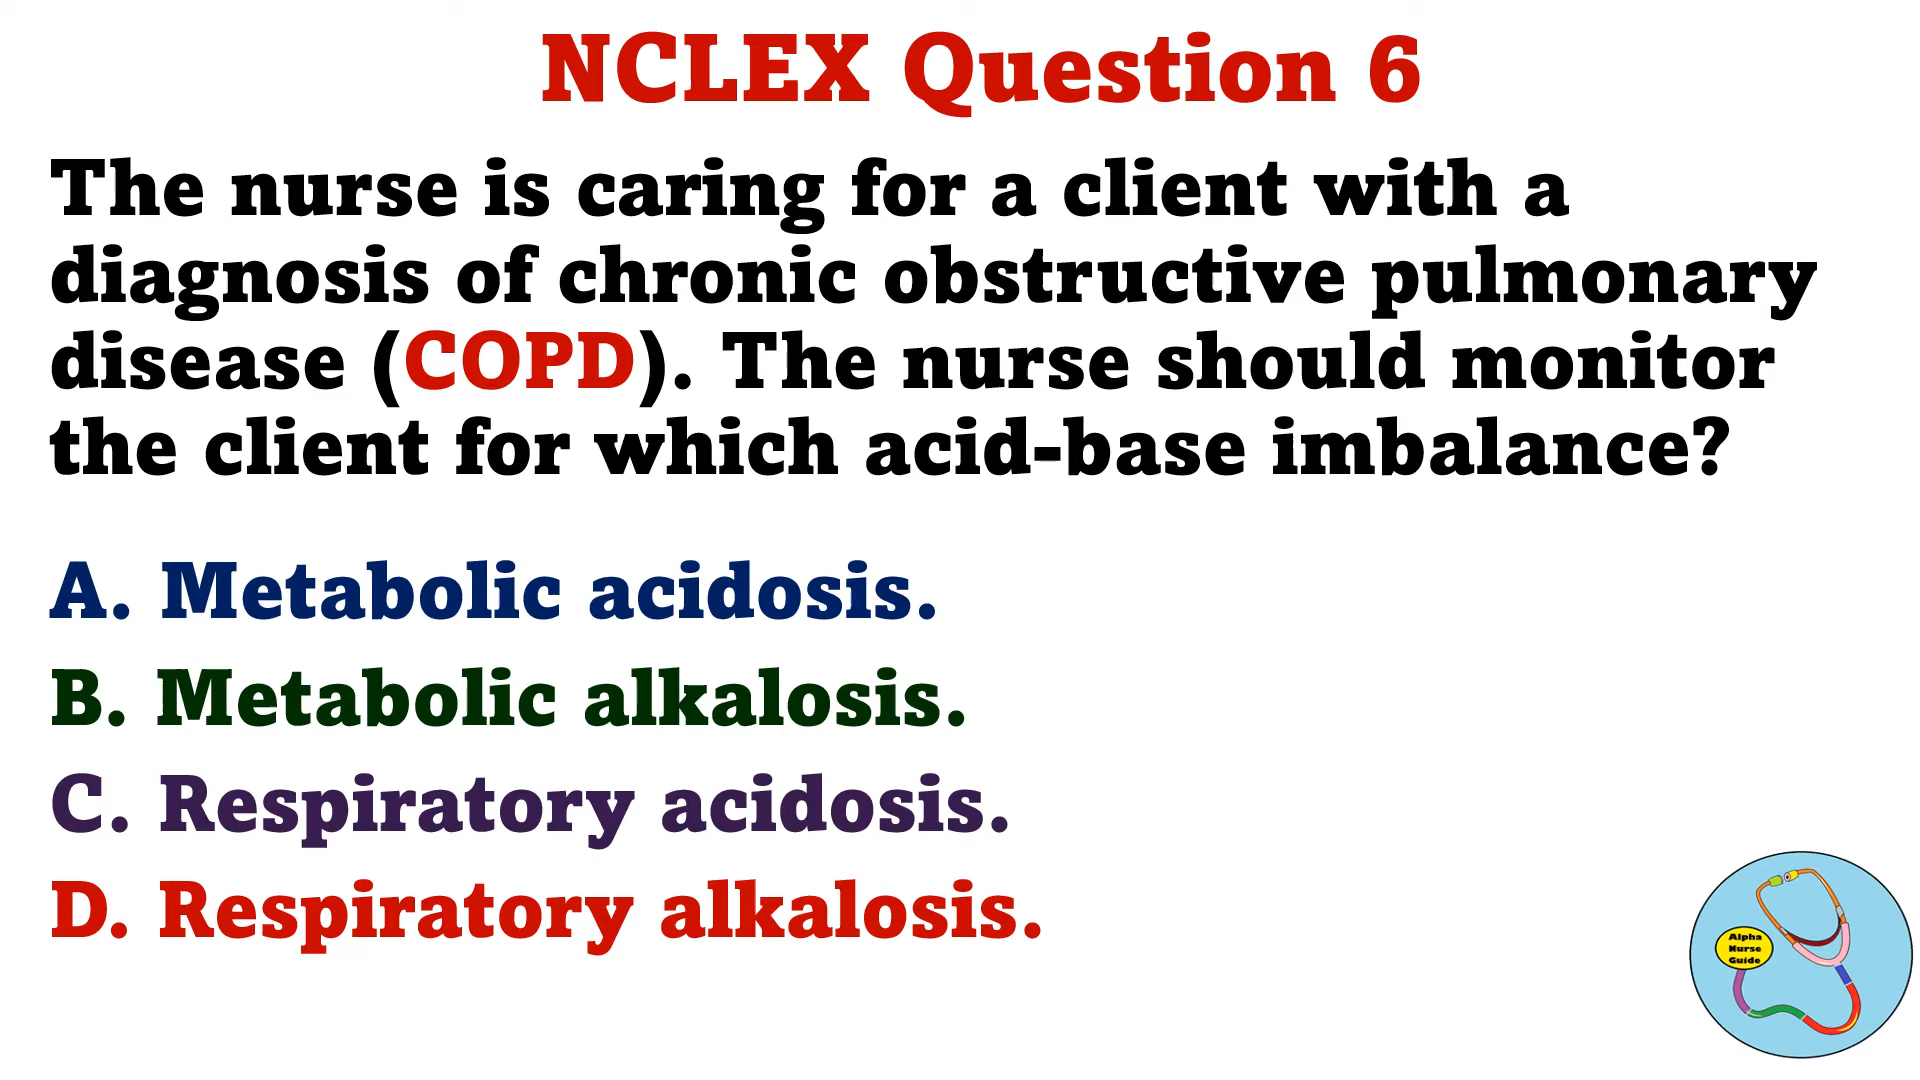 NCLEX Question 6
The nurse is caring for a client with a
diagnosis of chronic obstructive pulmonary
disease (COPD). The nurse should monitor
the client for which acid-base imbalance?
A. Metabolic acidosis.
B. Metabolic alkalosis.
C. Respiratory acidosis.
D. Respiratory alkalosis.
Alpha
Nurse
Guide